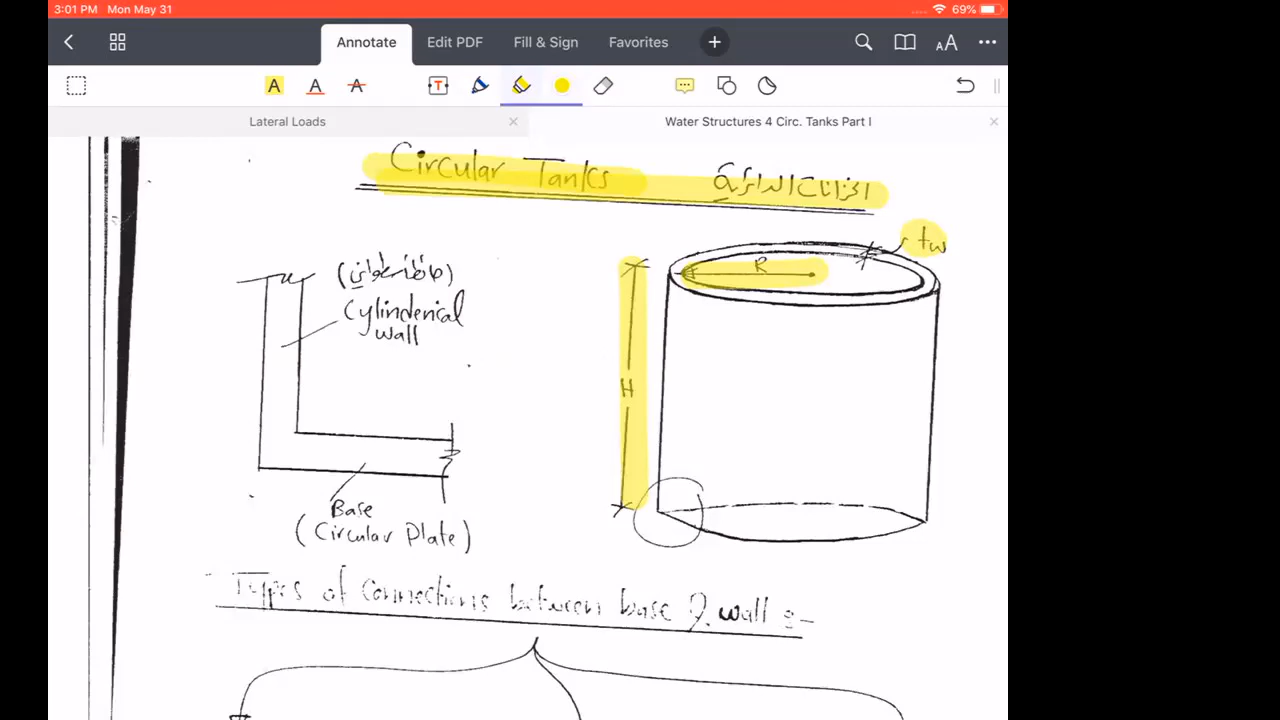 3:01 PM Mon May 31
69%
Annotate
Edit PDF
Fill & Sign
Favorites
Lateral Loads
Water Structures 4 Circ. Tanks Part I
Circular Tanks
الخزانات الدائرية
tw
R
H
Cylinderical
wall
Base
(Circular Plate)
Types of connections between base & wall :-